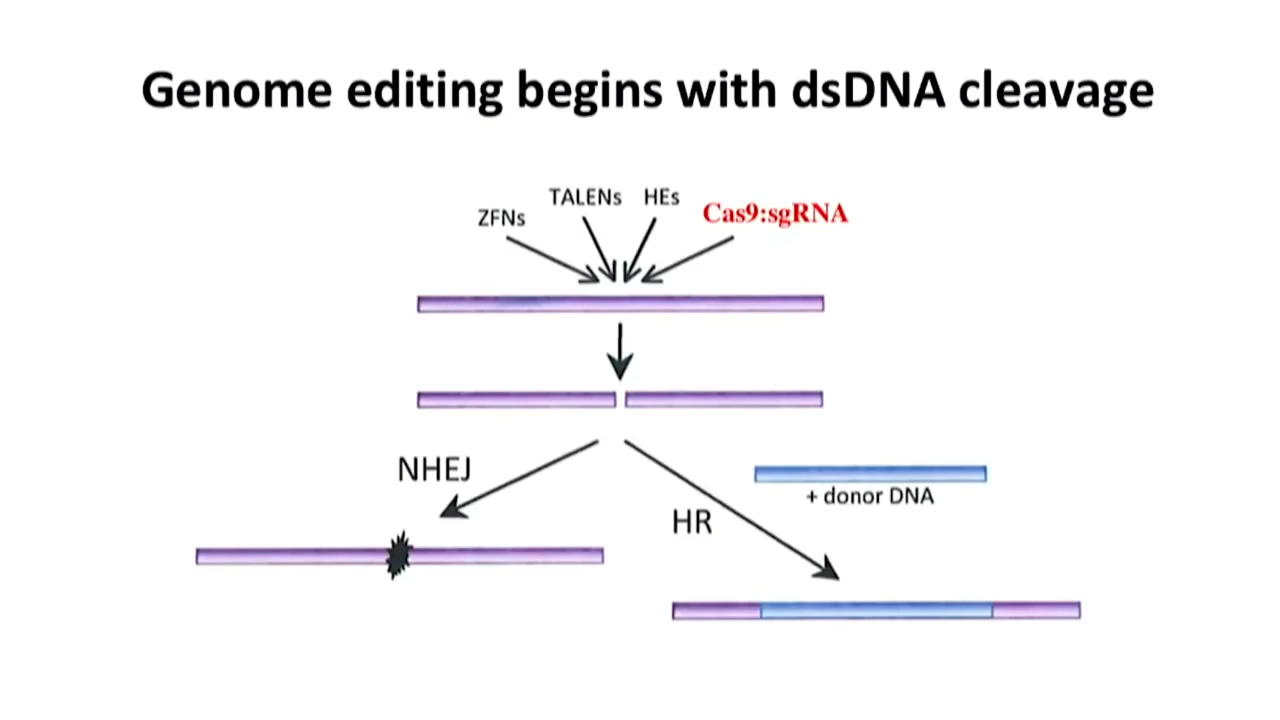 Genome editing begins with dsDNA cleavage
TALENs HEs
ZFNs
Cas9:sgRNA
NHEJ
+ donor DNA
HR